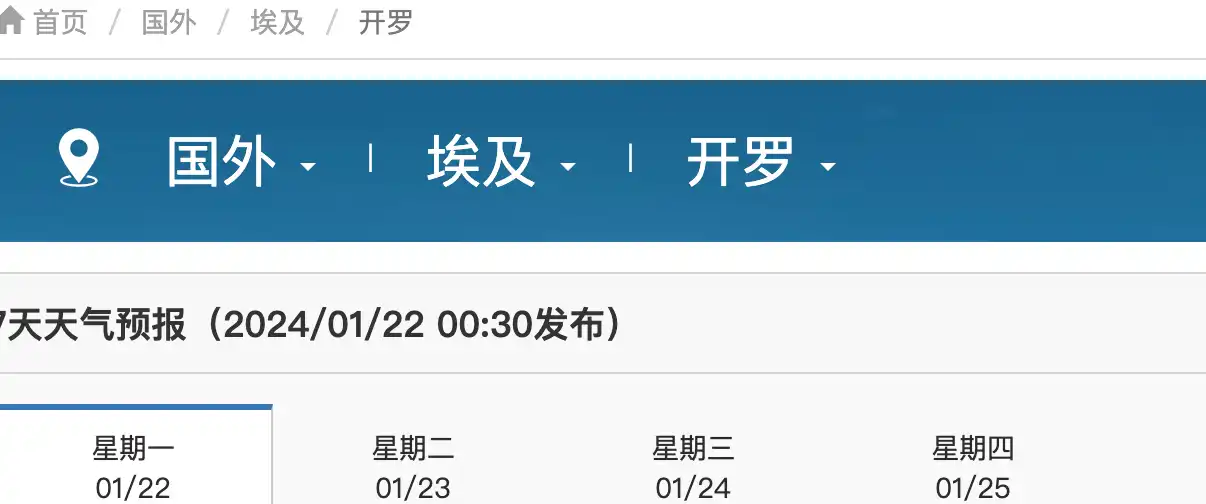 首页 / 国外 / 埃及 / 开罗
国外 | 埃及 | 开罗
7天天气预报（2024/01/22 00:30发布）
星期一 星期二 星期三 星期四
01/22 01/23 01/24 01/25